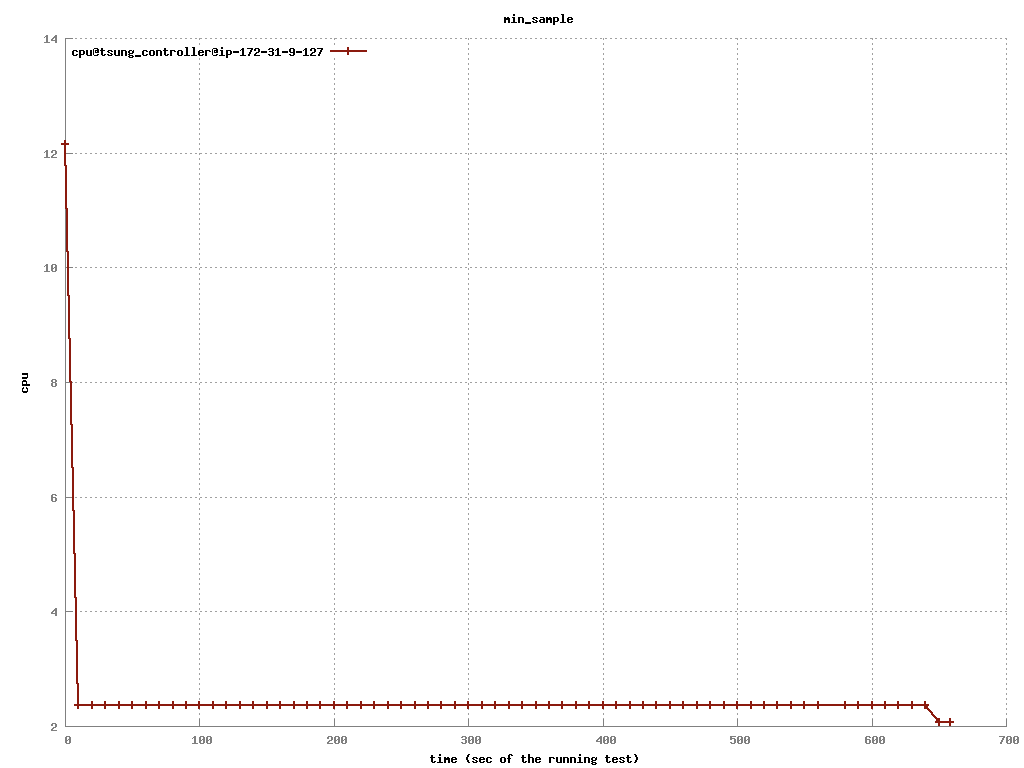 min_sample
14
cpu@tsung_controller@ip-172-31-9-127
12
10
8
cpu
6
4
2
0 100 200 300 400 500 600 700
time (sec of the running test)